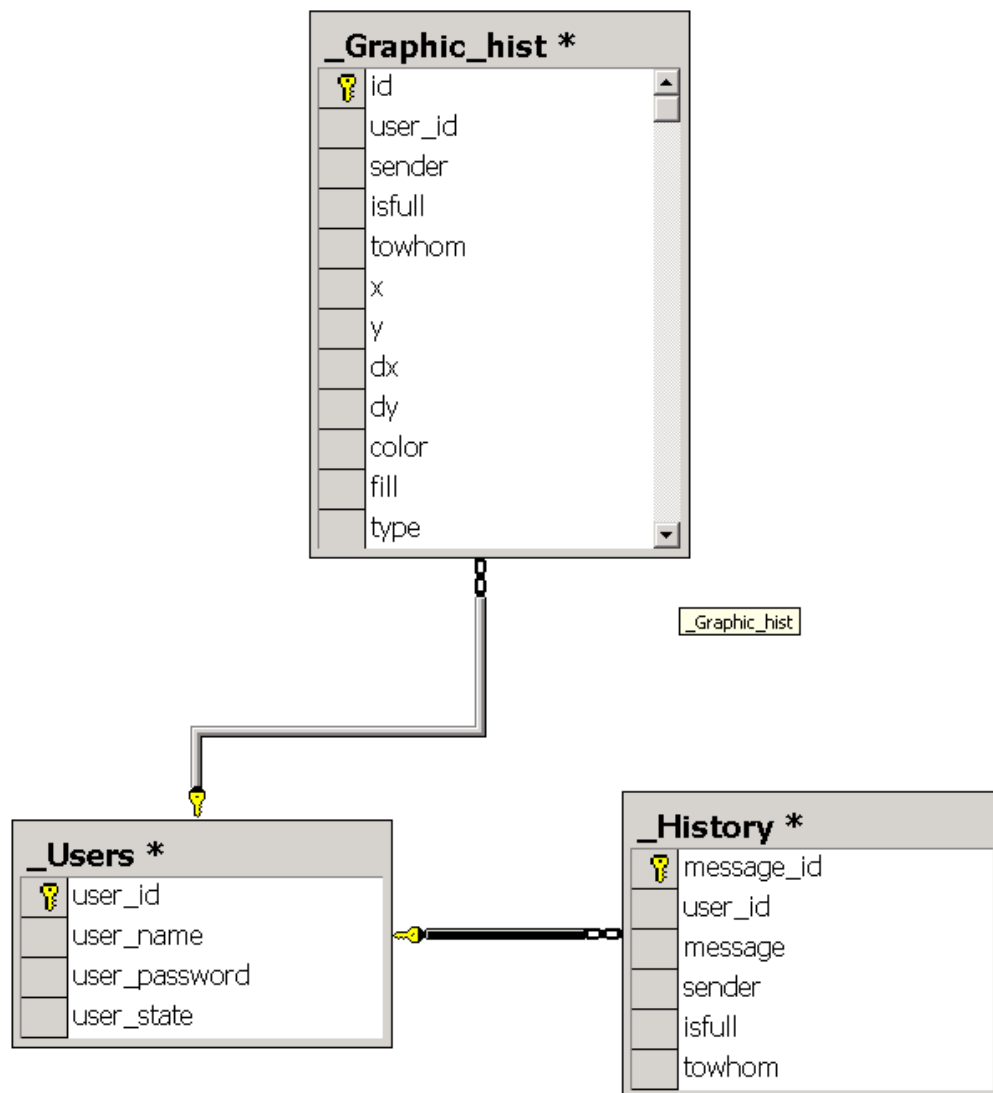 _Graphic_hist *
id
user_id
sender
isfull
towhom
x
y
dx
dy
color
fill
type
_Graphic_hist
_Users *
user_id
user_name
user_password
user_state
_History *
message_id
user_id
message
sender
isfull
towhom